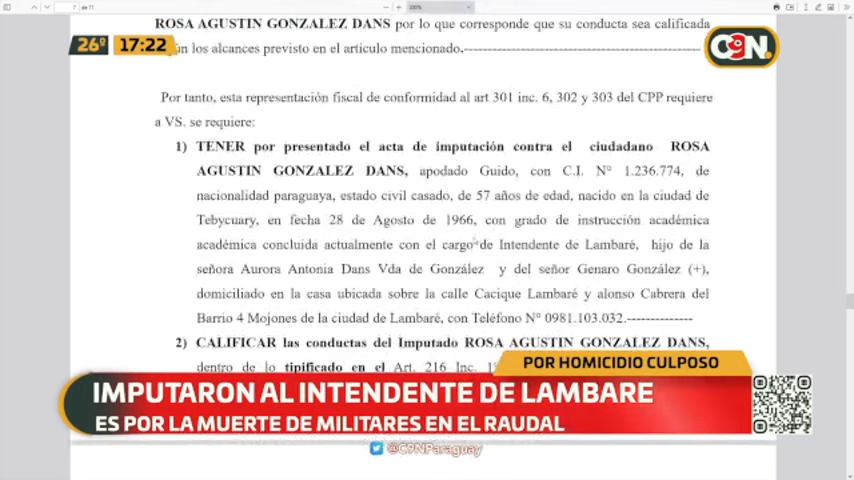 7 de 11
200%
ROSA AGUSTIN GONZALEZ DANS por lo que corresponde que su conducta sea calificada
26º 17:22
los alcances previsto en el artículo mencionado.
C9N
Por tanto, esta representación fiscal de conformidad al art 301 inc. 6, 302 y 303 del CPP requiere
a VS. se requiere:
1) TENER por presentado el acta de imputación contra el ciudadano ROSA
AGUSTIN GONZALEZ DANS, apodado Guido, con C.I. N° 1.236.774, de
nacionalidad paraguaya, estado civil casado, de 57 años de edad, nacido en la ciudad de
Tebycuary, en fecha 28 de Agosto de 1966, con grado de instrucción académica
académica concluida actualmente con el cargo de Intendente de Lambaré, hijo de la
señora Aurora Antonia Dans Vda de González y del señor Genaro González (+),
domiciliado en la casa ubicada sobre la calle Cacique Lambaré y alonso Cabrera del
Barrio 4 Mojones de la ciudad de Lambaré, con Teléfono N° 0981.103.032.--------------
2) CALIFICAR las conductas del Imputado ROSA AGUSTIN GONZALEZ DANS,
dentro de lo tipificado en el Art. 216 Inc.
POR HOMICIDIO CULPOSO
IMPUTARON AL INTENDENTE DE LAMBARE
ES POR LA MUERTE DE MILITARES EN EL RAUDAL
@C9NParaguay